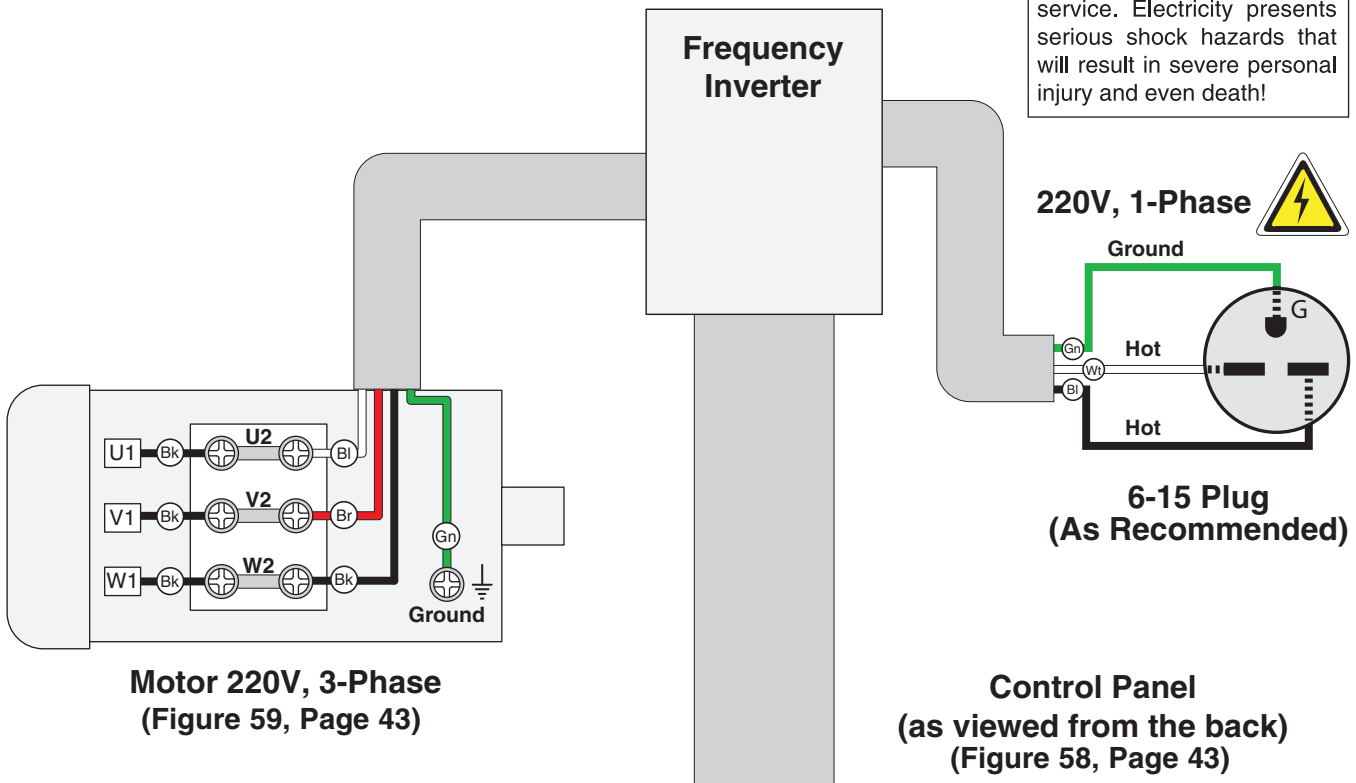 service. Electricity presents
serious shock hazards that
will result in severe personal
injury and even death!
Frequency
Inverter
220V, 1-Phase
Ground
G
Gn
Hot
Wt
Bl
Hot
6-15 Plug
(As Recommended)
U1
Bk
U2
Bl
V1
Bk
V2
Br
Gn
W1
Bk
W2
Bk
Ground
Motor 220V, 3-Phase
(Figure 59, Page 43)
Control Panel
(as viewed from the back)
(Figure 58, Page 43)